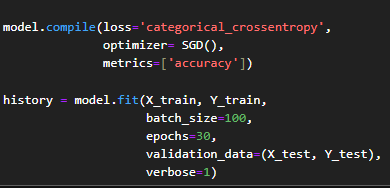 model.compile(loss='categorical_crossentropy',
              optimizer= SGD(),
              metrics=['accuracy'])
history = model.fit(X_train, Y_train,
                    batch_size=100,
                    epochs=30,
                    validation_data=(X_test, Y_test),
                    verbose=1)